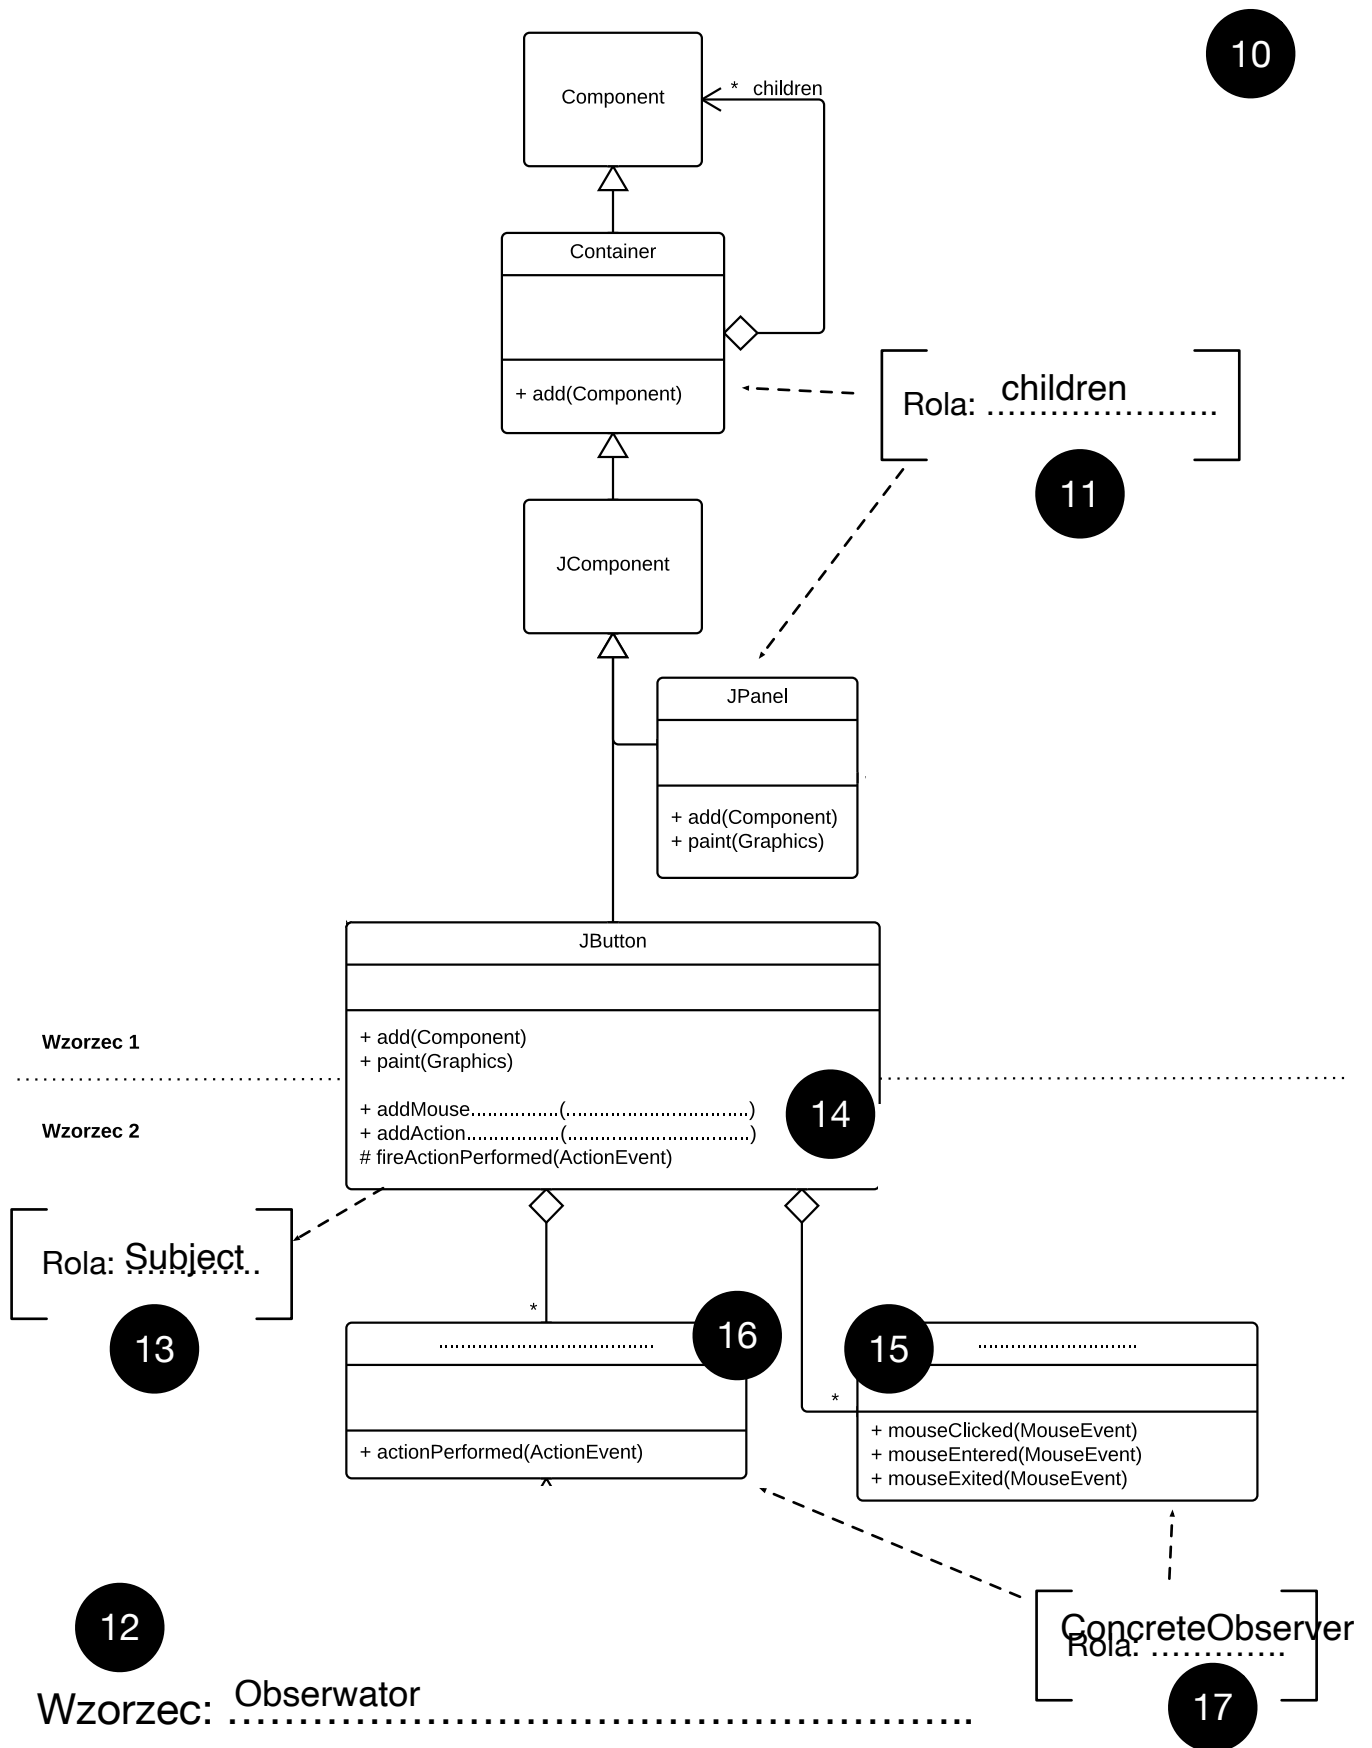 10
Component
* children
Container
+ add(Component)
children
Rola: ......................
11
JComponent
JPanel
+ add(Component)
+ paint(Graphics)
JButton
Wzorzec 1
+ add(Component)
+ paint(Graphics)
Wzorzec 2
+ addMouse................(.................................)
+ addAction.................(.................................)
# fireActionPerformed(ActionEvent)
14
Rola: Subject
13
*
16
15
*
+ actionPerformed(ActionEvent)
+ mouseClicked(MouseEvent)
+ mouseEntered(MouseEvent)
+ mouseExited(MouseEvent)
12
ConcreteObserver
Rola: .............
17
Obserwator
Wzorzec: .....................................................